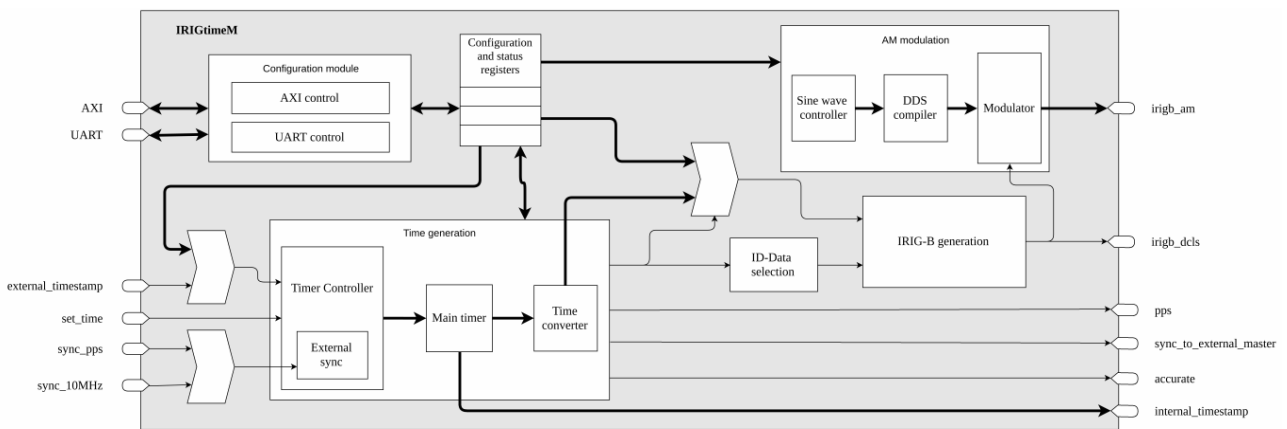 IRIGtimeM
Configuration
and status
registers
AM modulation
Configuration module
AXI control
UART control
AXI
UART
Sine wave
controller
DDS
compiler
Modulator
irigb_am
Time generation
IRIG-B generation
irigb_dcls
ID-Data
selection
external_timestamp
Timer Controller
Main timer
Time
converter
set_time
External
sync
sync_pps
sync_10MHz
pps
sync_to_external_master
accurate
internal_timestamp